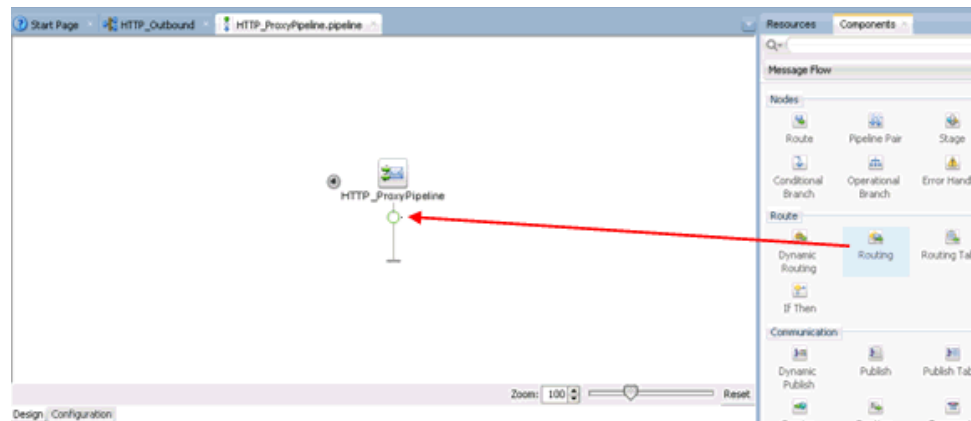 Start Page HTTP_Outbound HTTP_ProxyPipeline.pipeline
Resources Components
Message Flow
Nodes
Route Pipeline Pair Stage
Conditional Branch Operational Branch Error Hand
Route
Dynamic Routing Routing Routing Tal
If Then
Communication
Dynamic Publish Publish Publish Tab
HTTP_ProxyPipeline
Zoom: 100 Reset
Design Configuration